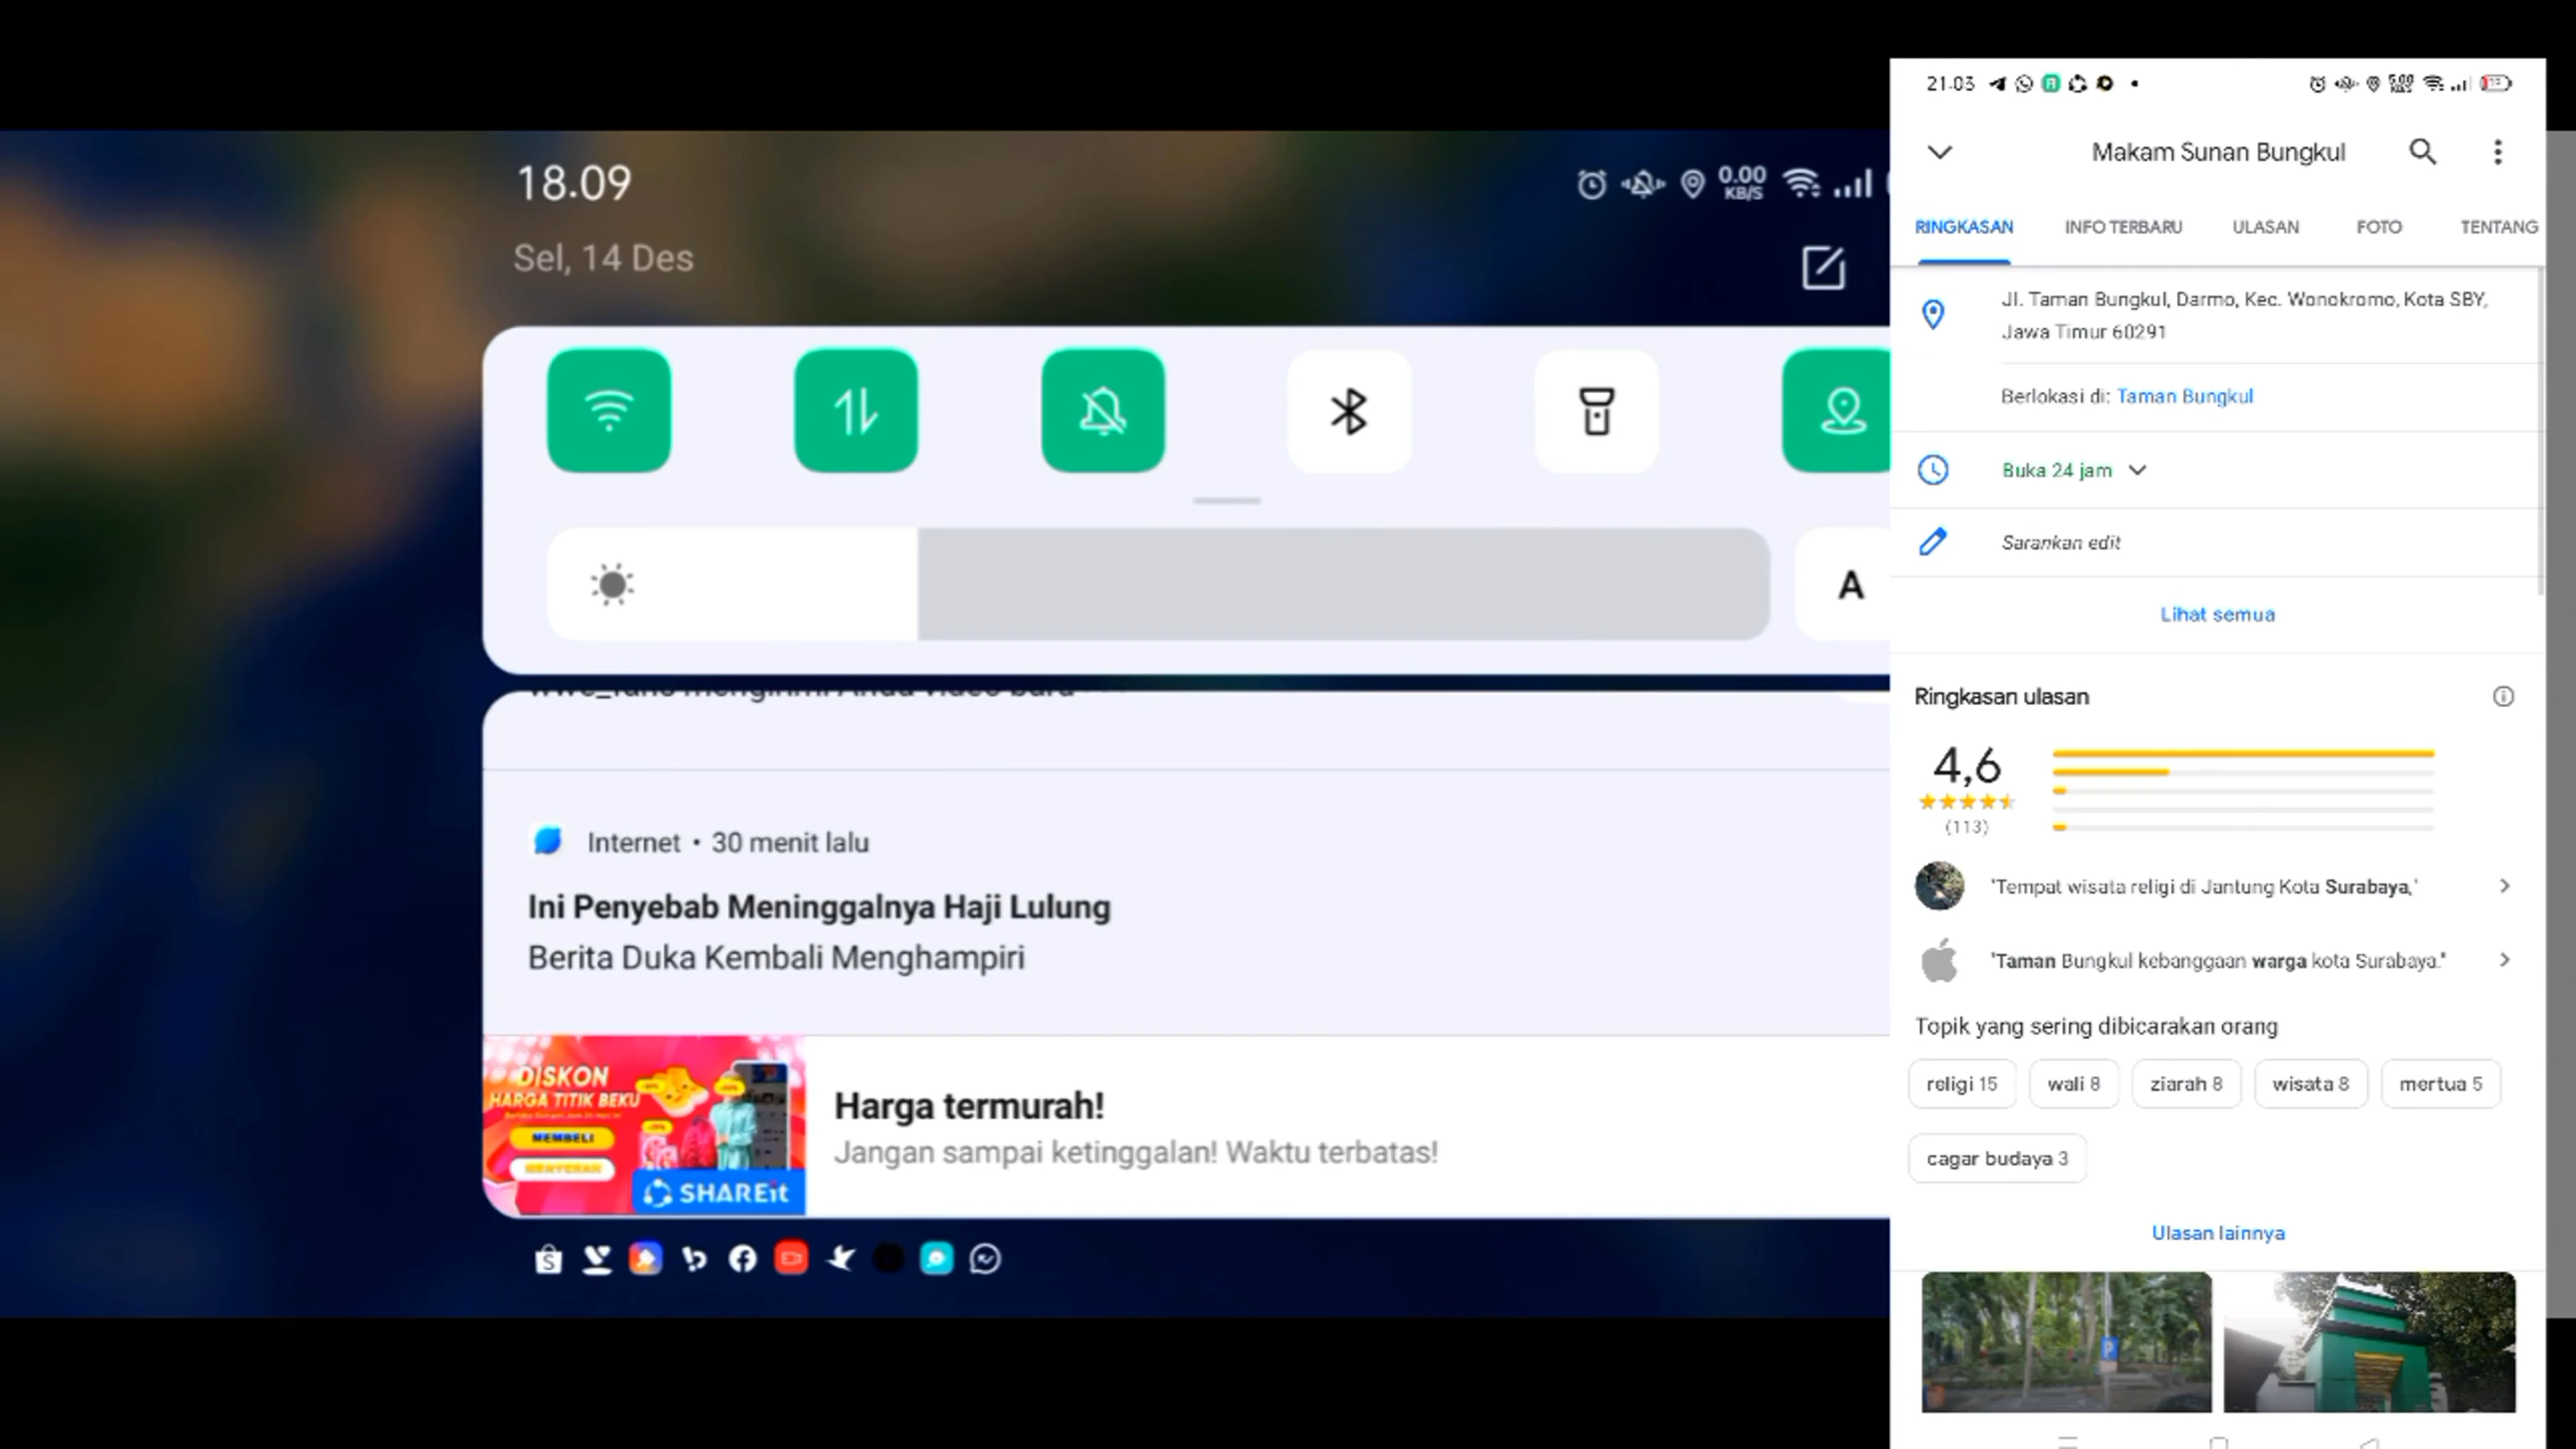 18.09
0.00
KB/S
Sel, 14 Des
A
Internet • 30 menit lalu
Ini Penyebab Meninggalnya Haji Lulung
Berita Duka Kembali Menghampiri
DISKON
HARGA TITIK BEKU
MEMBELI
SHAREit
Harga termurah!
Jangan sampai ketinggalan! Waktu terbatas!
21.03
Makam Sunan Bungkul
RINGKASAN
INFO TERBARU
ULASAN
FOTO
TENTANG
Jl. Taman Bungkul, Darmo, Kec. Wonokromo, Kota SBY,
Jawa Timur 60291
Berlokasi di: Taman Bungkul
Buka 24 jam
Sarankan edit
Lihat semua
Ringkasan ulasan
4,6
(113)
"Tempat wisata religi di Jantung Kota Surabaya,"
"Taman Bungkul kebanggaan warga kota Surabaya."
Topik yang sering dibicarakan orang
religi 15
wali 8
ziarah 8
wisata 8
mertua 5
cagar budaya 3
Ulasan lainnya
P